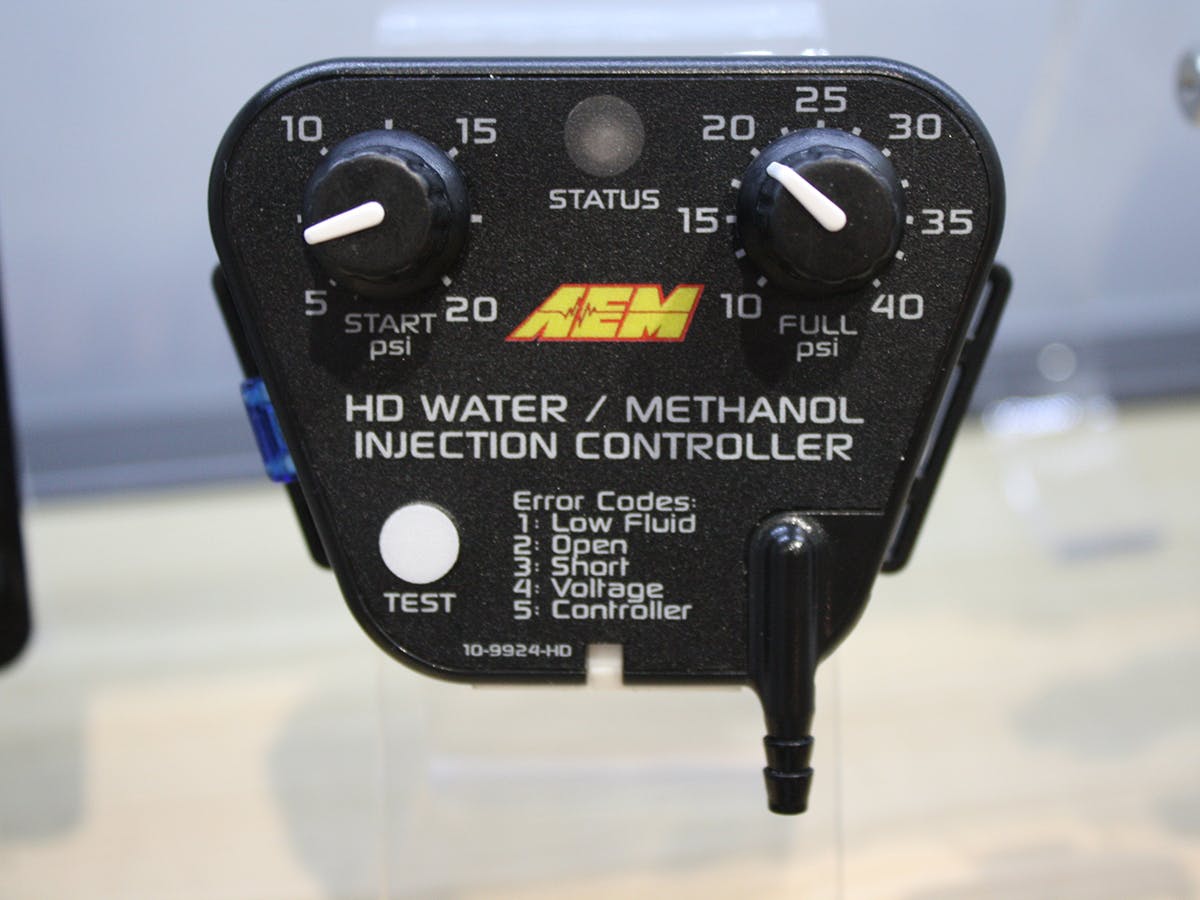 10
15
5
20
START
psi
STATUS
25
20
30
15
35
10
40
FULL
psi
AEM
HD WATER / METHANOL
INJECTION CONTROLLER
TEST
Error Codes:
1: Low Fluid
2: Open
3: Short
4: Voltage
5: Controller
10-9924-HD